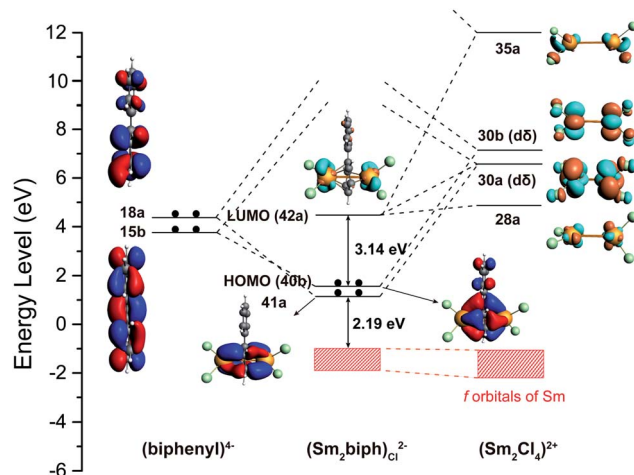 Energy Level (eV)
12
10
8
6
4
2
0
-2
-4
-6
18a
15b
LUMO (42a)
HOMO (40b)
41a
3.14 eV
2.19 eV
35a
30b (dδ)
30a (dδ)
28a
f orbitals of Sm
(biphenyl)⁴⁻
(Sm₂biph)Cl²⁻
(Sm₂Cl₄)²⁺